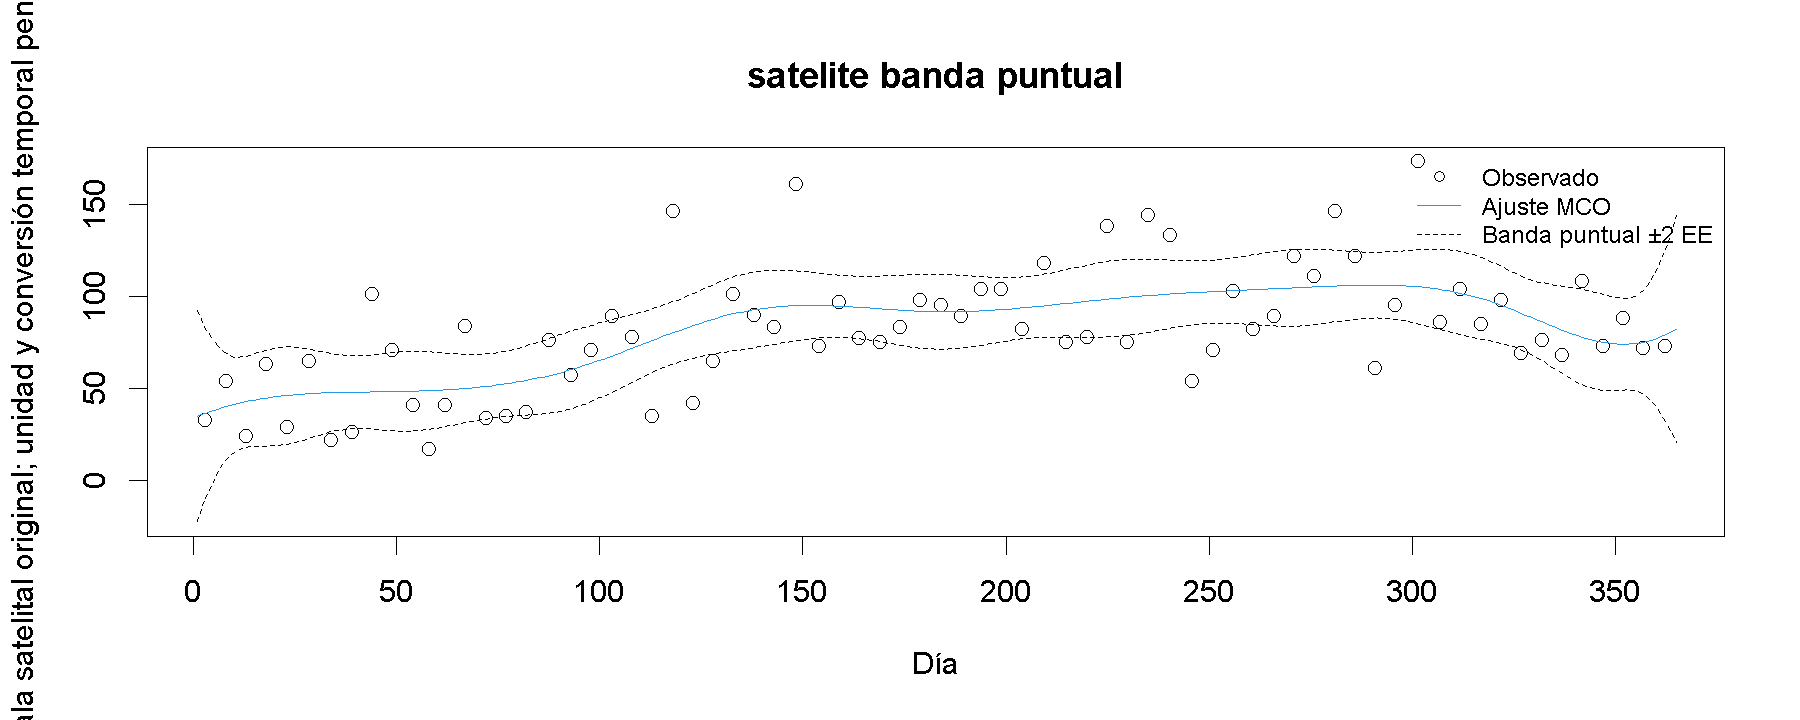 satelite banda puntual
ala satelital original; unidad y conversión temporal pen
150
100
50
0
Observado
Ajuste MCO
Banda puntual ±2 EE
0 50 100 150 200 250 300 350
Día